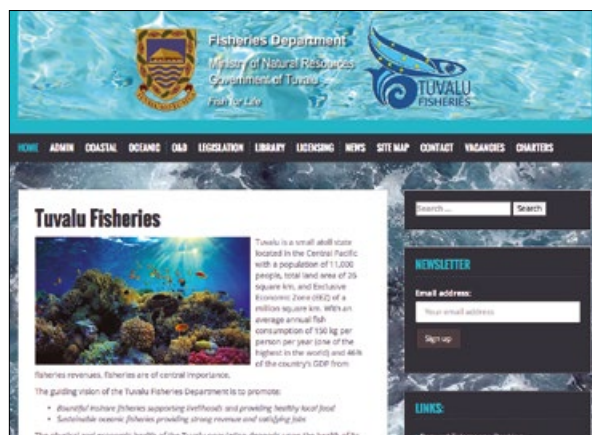 Fisheries Department
Ministry of Natural Resources
Government of Tuvalu
Fish for Life
TUVALU
FISHERIES
HOME ADMIN COASTAL OCEANIC O&D LEGISLATION LIBRARY LICENSING NEWS SITE MAP CONTACT VACANCIES CHARTERS
Tuvalu Fisheries
Tuvalu is a small atoll state
located in the Central Pacific
with a population of 11,000
people, total land area of 26
square km, and Exclusive
Economic Zone (EEZ) of a
million square km. With an
average annual fish
consumption of 150 kg per
person per year (one of the
highest in the world) and 46%
of the country's GDP from
fisheries revenues, fisheries are of central importance.
The guiding vision of the Tuvalu Fisheries Department is to promote:
• Bountiful inshore fisheries supporting livelihoods and providing healthy local food
• Sustainable oceanic fisheries providing strong revenue and satisfying jobs
Search ... Search
NEWSLETTER
Email address:
Your email address
Sign up
LINKS: